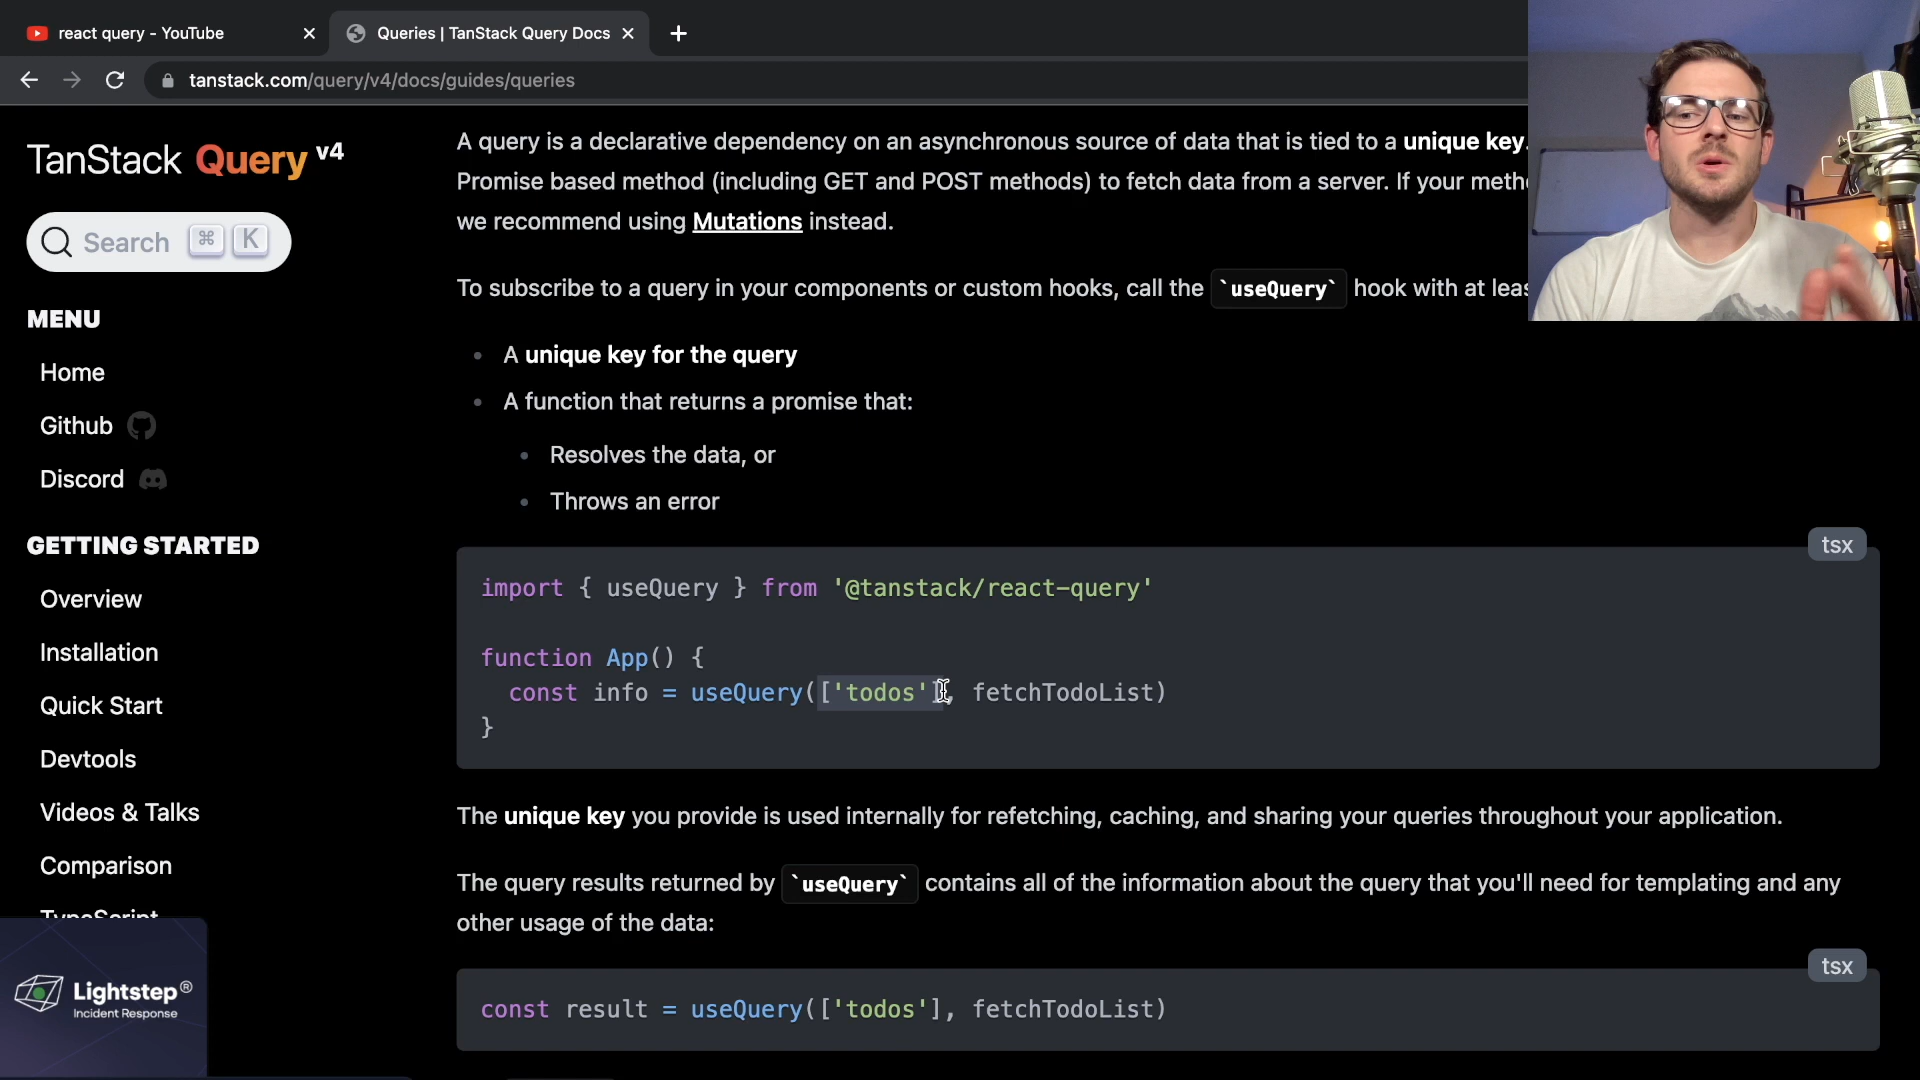 react query - YouTube
Queries | TanStack Query Docs
tanstack.com/query/v4/docs/guides/queries
TanStack Query v4
Search ⌘ K
MENU
Home
Github
Discord
GETTING STARTED
Overview
Installation
Quick Start
Devtools
Videos & Talks
Comparison
TypeScript
Lightstep®
Incident Response
A query is a declarative dependency on an asynchronous source of data that is tied to a unique key.
Promise based method (including GET and POST methods) to fetch data from a server. If your
we recommend using Mutations instead.
To subscribe to a query in your components or custom hooks, call the `useQuery` hook with at
• A unique key for the query
• A function that returns a promise that:
• Resolves the data, or
• Throws an error
tsx
import { useQuery } from '@tanstack/react-query'
function App() {
const info = useQuery(['todos'], fetchTodoList)
}
The unique key you provide is used internally for refetching, caching, and sharing your queries throughout your application.
The query results returned by `useQuery` contains all of the information about the query that you'll need for templating and any
other usage of the data:
tsx
const result = useQuery(['todos'], fetchTodoList)